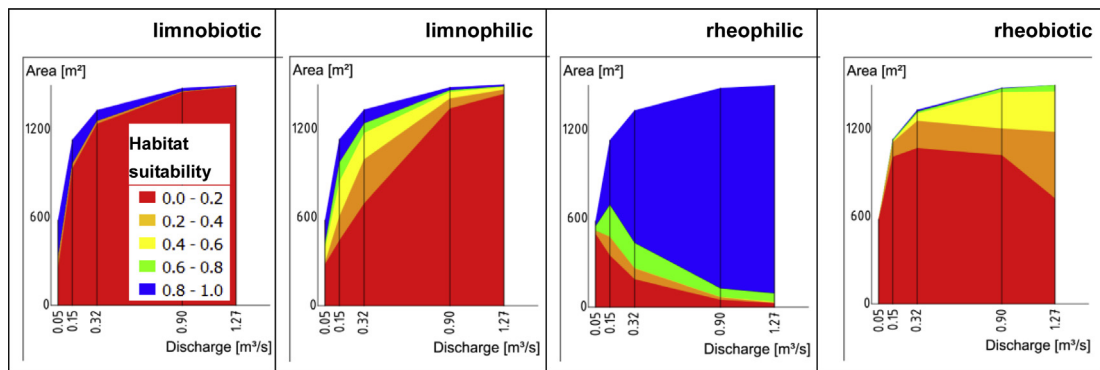 limnobiotic
Area [m²]
1200
600
0
Habitat
suitability
0.0 - 0.2
0.2 - 0.4
0.4 - 0.6
0.6 - 0.8
0.8 - 1.0
0.05
0.15
0.32
0.90
1.27
Discharge [m³/s]
limnophilic
Area [m²]
1200
600
0
0.05
0.15
0.32
0.90
1.27
Discharge [m³/s]
rheophilic
Area [m²]
1200
600
0
0.05
0.15
0.32
0.90
1.27
Discharge [m³/s]
rheobiotic
Area [m²]
1200
600
0
0.05
0.15
0.32
0.90
1.27
Discharge [m³/s]